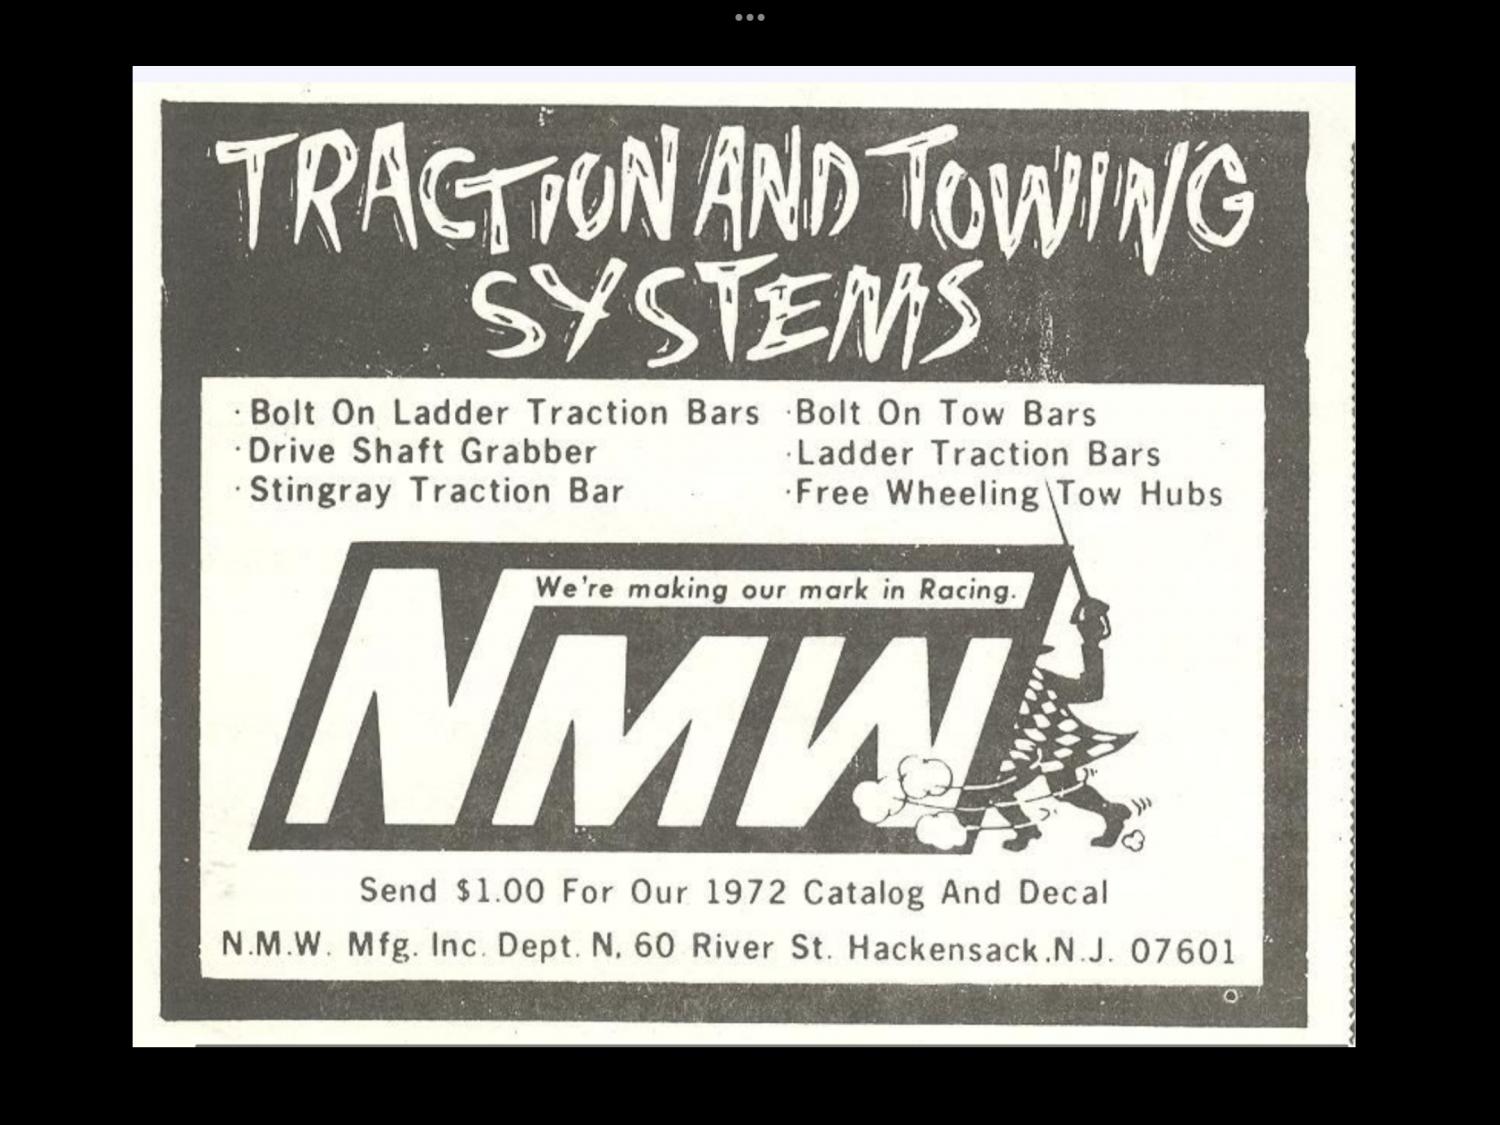 TRACTION AND TOWING
SYSTEMS
·Bolt On Ladder Traction Bars ·Bolt On Tow Bars
·Drive Shaft Grabber ·Ladder Traction Bars
·Stingray Traction Bar ·Free Wheeling Tow Hubs
We're making our mark in Racing.
NMW
Send $1.00 For Our 1972 Catalog And Decal
N.M.W. Mfg. Inc. Dept. N, 60 River St. Hackensack, N.J. 07601